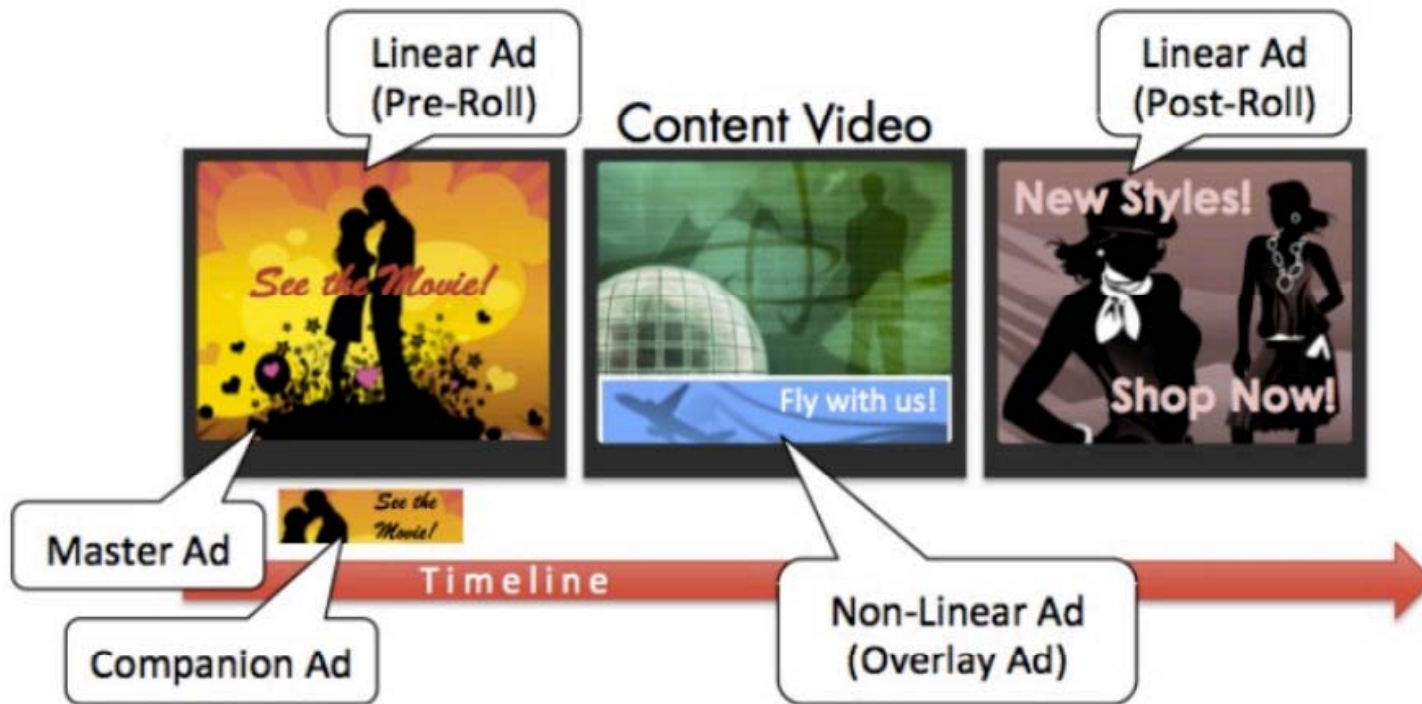 Linear Ad
(Pre-Roll)
Linear Ad
(Post-Roll)
Content Video
See the Movie!
New Styles!
Fly with us!
Shop Now!
See the
Movie!
Master Ad
Timeline
Companion Ad
Non-Linear Ad
(Overlay Ad)